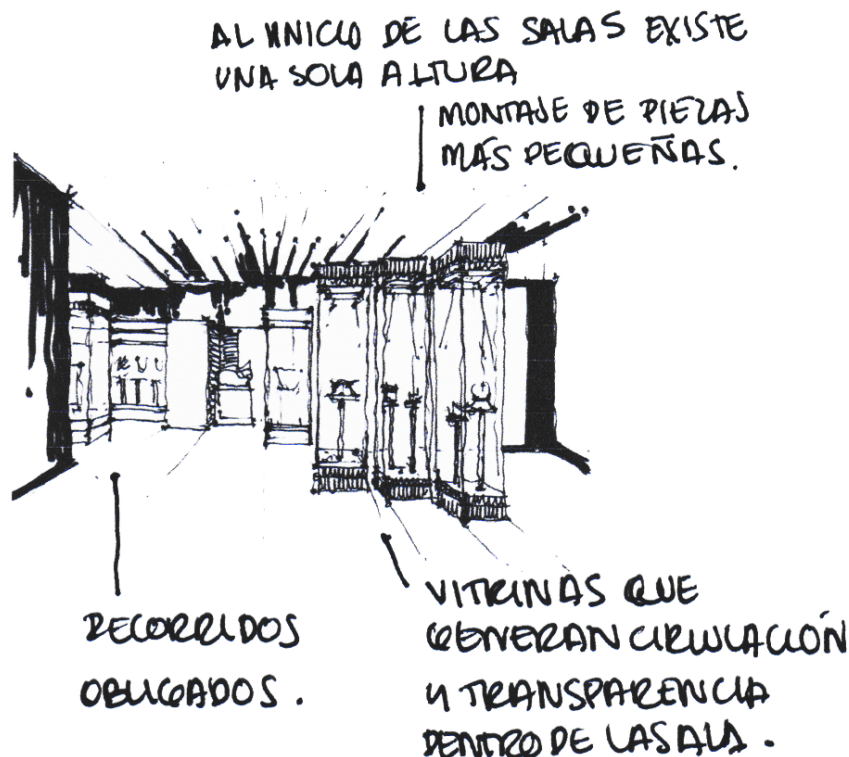 AL INICIO DE LAS SALAS EXISTE
UNA SOLA ALTURA
MONTAJE DE PIEZAS
MÁS PEQUEÑAS.
RECORRIDOS
OBLIGADOS.
VITRINAS QUE
GENERAN CIRCULACIÓN
Y TRANSPARENCIA
DENTRO DE LA SALA.